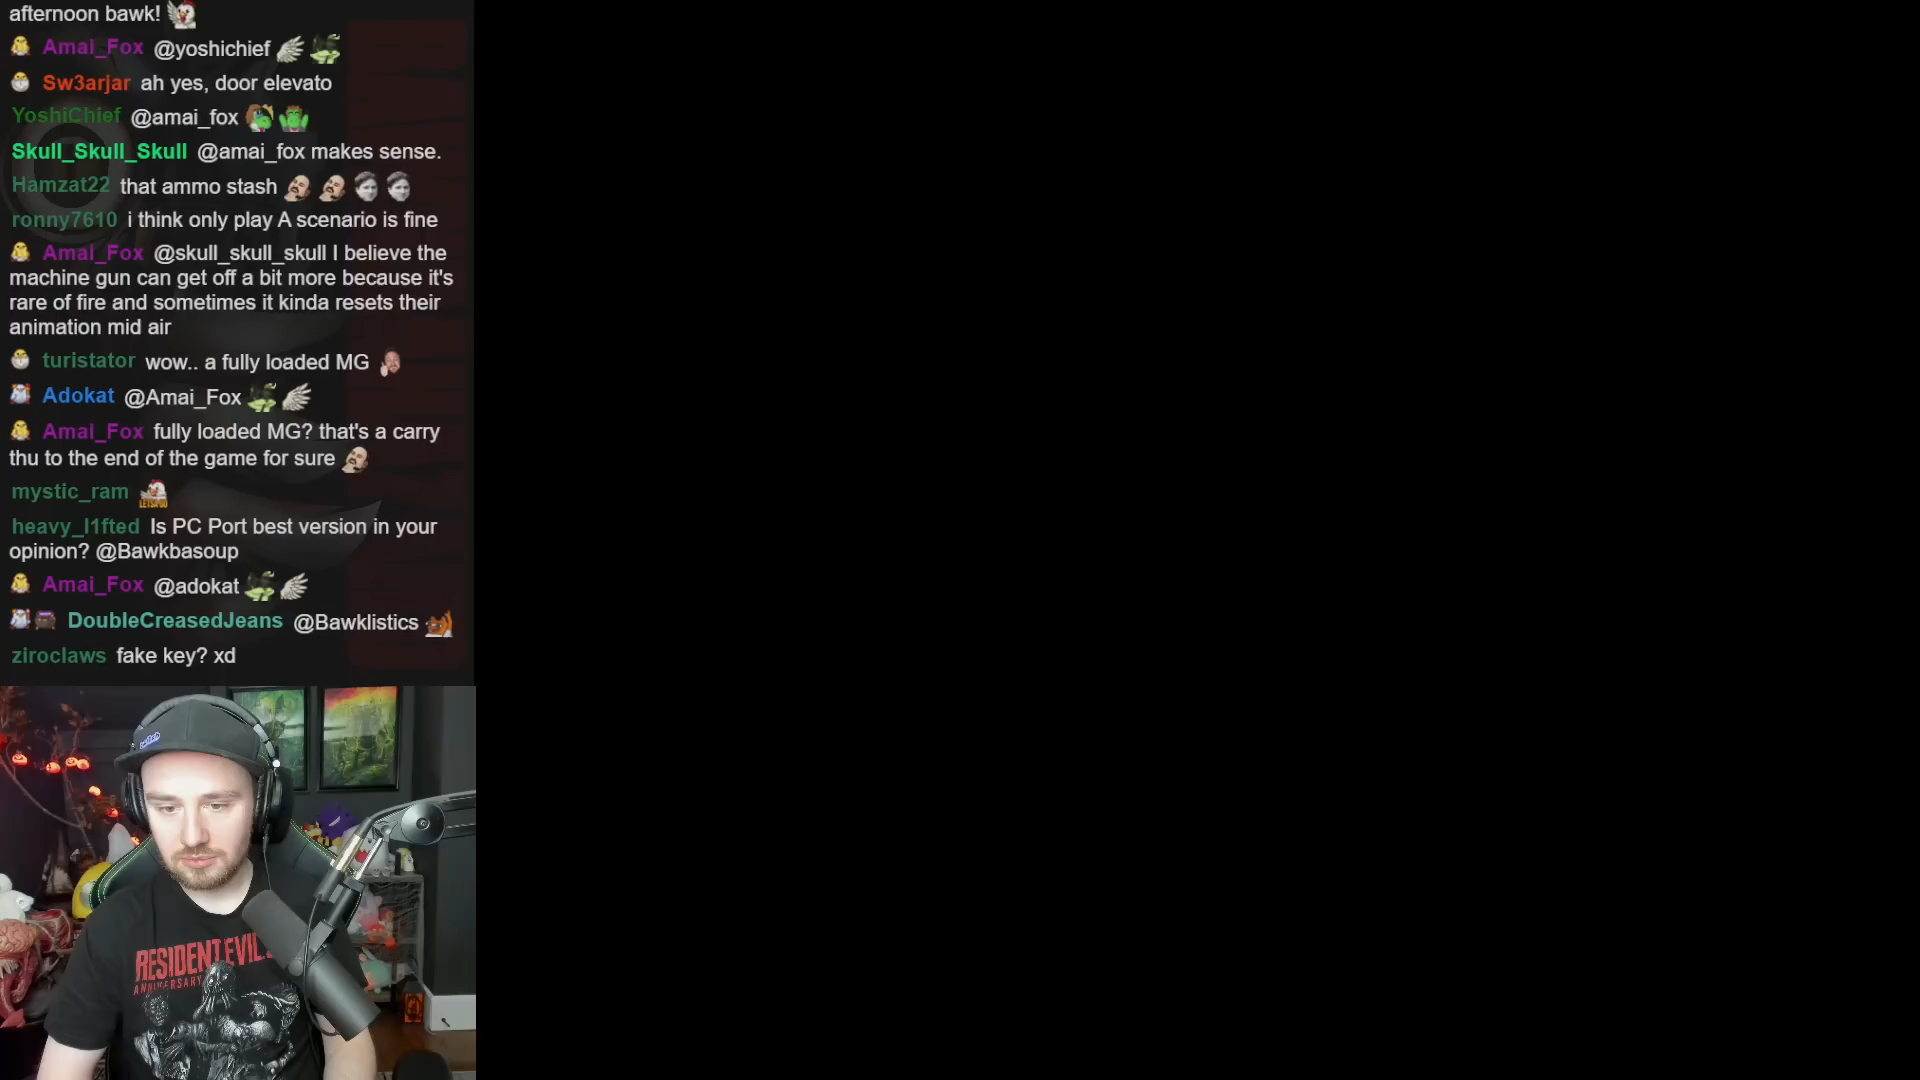 afternoon bawk!
Amai_Fox @yoshichief
Sw3arjar ah yes, door elevato
YoshiChief @amai_fox
Skull_Skull_Skull @amai_fox makes sense.
Hamzat22 that ammo stash
ronny7610 i think only play A scenario is fine
Amai_Fox @skull_skull_skull I believe the
machine gun can get off a bit more because it's
rare of fire and sometimes it kinda resets their
animation mid air
turistator wow.. a fully loaded MG
Adokat @Amai_Fox
Amai_Fox fully loaded MG? that's a carry
thu to the end of the game for sure
mystic_ram
heavy_l1fted Is PC Port best version in your
opinion? @Bawkbasoup
Amai_Fox @adokat
DoubleCreasedJeans @Bawklistics
ziroclaws fake key? xd
RESIDENT EVIL
ANNIVERSARY